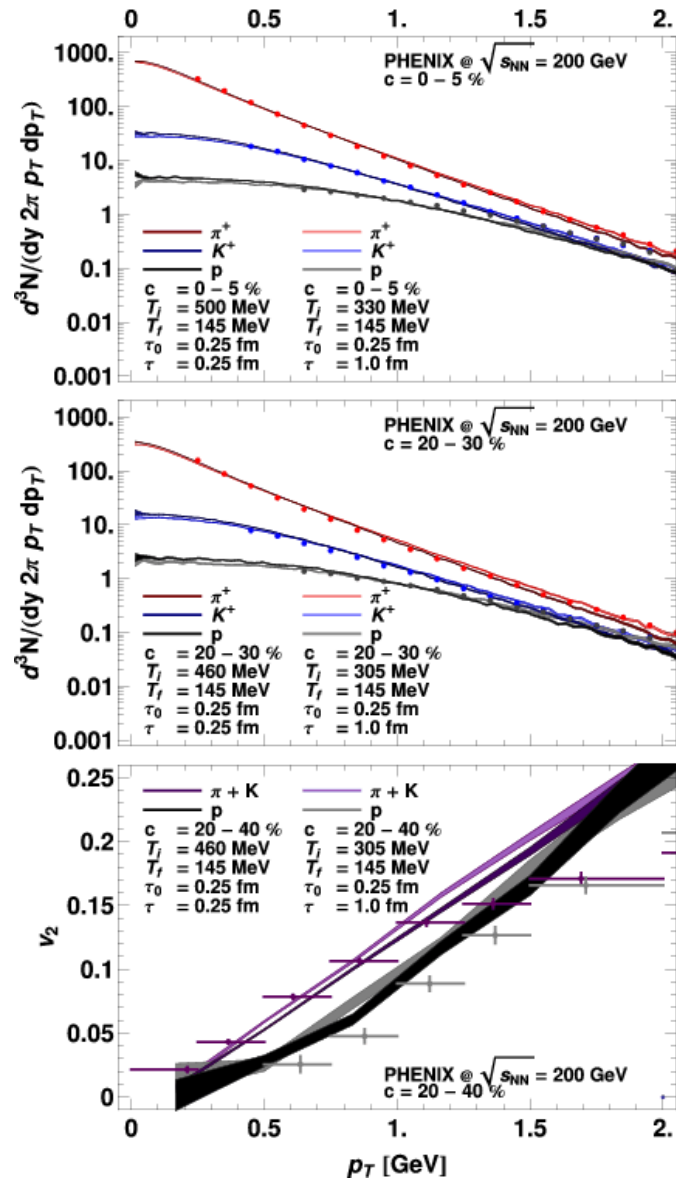 0 0.5 1. 1.5 2.
PHENIX @ √s_NN = 200 GeV
c = 0 – 5 %
1000.
100.
10.
1
0.1
0.01
0.001
d³N/(dy 2π p_T dp_T)
π⁺ π⁺
K⁺ K⁺
p p
c = 0 – 5 % c = 0 – 5 %
T_i = 500 MeV T_i = 330 MeV
T_f = 145 MeV T_f = 145 MeV
τ₀ = 0.25 fm τ₀ = 0.25 fm
τ = 0.25 fm τ = 1.0 fm
PHENIX @ √s_NN = 200 GeV
c = 20 – 30 %
100.
10.
1
0.1
0.01
0.001
d³N/(dy 2π p_T dp_T)
π⁺ π⁺
K⁺ K⁺
p p
c = 20 – 30 % c = 20 – 30 %
T_i = 460 MeV T_i = 305 MeV
T_f = 145 MeV T_f = 145 MeV
τ₀ = 0.25 fm τ₀ = 0.25 fm
τ = 0.25 fm τ = 1.0 fm
0.25
0.2
0.15
0.1
0.05
0
v₂
π + K π + K
p p
c = 20 – 40 % c = 20 – 40 %
T_i = 460 MeV T_i = 305 MeV
T_f = 145 MeV T_f = 145 MeV
τ₀ = 0.25 fm τ₀ = 0.25 fm
τ = 0.25 fm τ = 1.0 fm
PHENIX @ √s_NN = 200 GeV
c = 20 – 40 %
0 0.5 1. 1.5 2.
p_T [GeV]